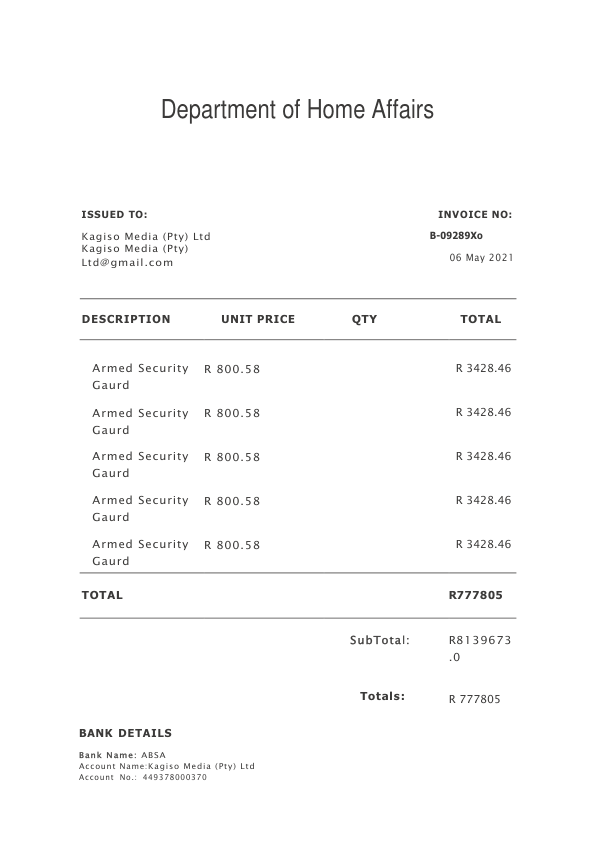 Department of Home Affairs
ISSUED TO: INVOICE NO:
Kagiso Media (Pty) Ltd B-09289Xo
Kagiso Media (Pty)
Ltd@gmail.com 06 May 2021
DESCRIPTION UNIT PRICE QTY TOTAL
Armed Security R 800.58 R 3428.46
Gaurd
Armed Security R 800.58 R 3428.46
Gaurd
Armed Security R 800.58 R 3428.46
Gaurd
Armed Security R 800.58 R 3428.46
Gaurd
Armed Security R 800.58 R 3428.46
Gaurd
TOTAL R777805
SubTotal: R8139673
.0
Totals: R 777805
BANK DETAILS
Bank Name: ABSA
Account Name:Kagiso Media (Pty) Ltd
Account No.: 449378000370